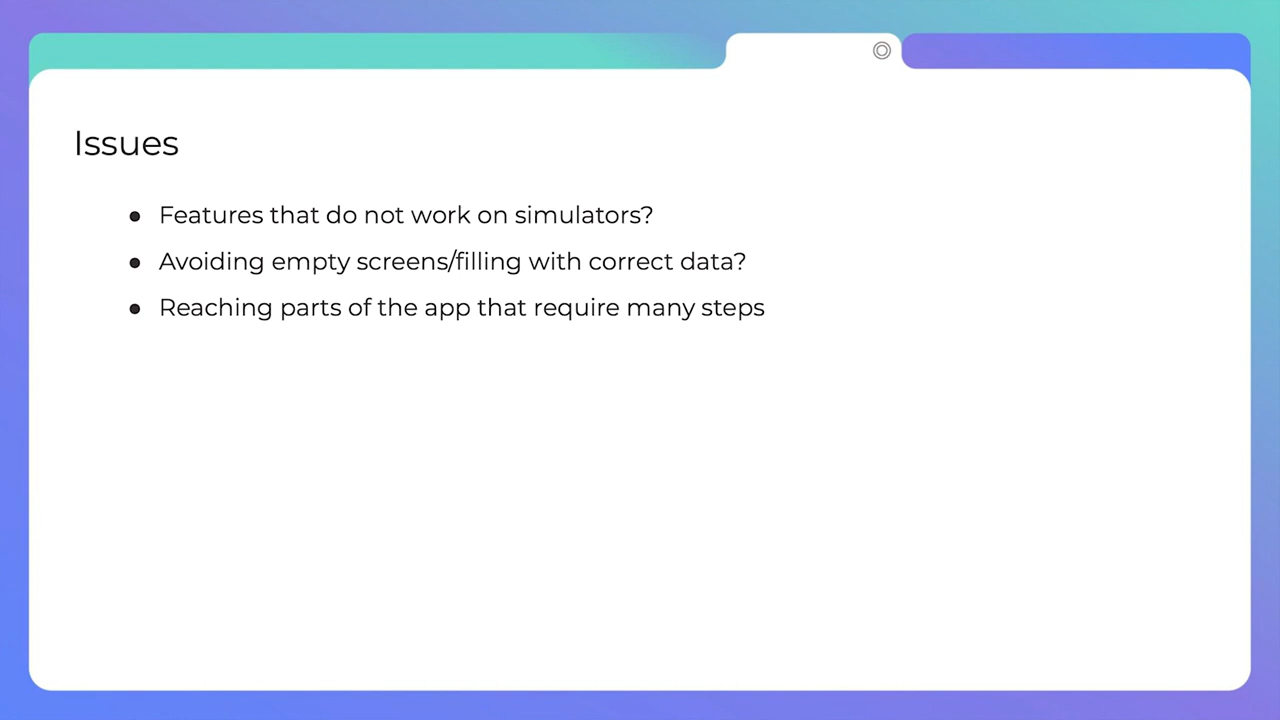 Issues
● Features that do not work on simulators?
● Avoiding empty screens/filling with correct data?
● Reaching parts of the app that require many steps